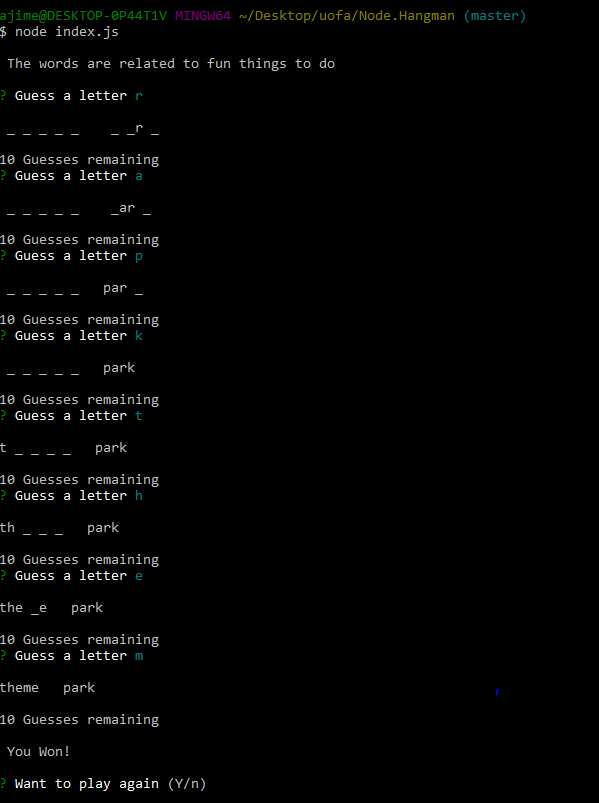 ajime@DESKTOP-0P44T1V MINGW64 ~/Desktop/uofa/Node.Hangman (master)
$ node index.js
The words are related to fun things to do
? Guess a letter r
_ _ _ _ _    _ _r _
10 Guesses remaining
? Guess a letter a
_ _ _ _ _    _ar _
10 Guesses remaining
? Guess a letter p
_ _ _ _ _   par _
10 Guesses remaining
? Guess a letter k
_ _ _ _ _   park
10 Guesses remaining
? Guess a letter t
t _ _ _ _   park
10 Guesses remaining
? Guess a letter h
th _ _ _   park
10 Guesses remaining
? Guess a letter e
the _e   park
10 Guesses remaining
? Guess a letter m
theme   park
10 Guesses remaining
You Won!
? Want to play again (Y/n)